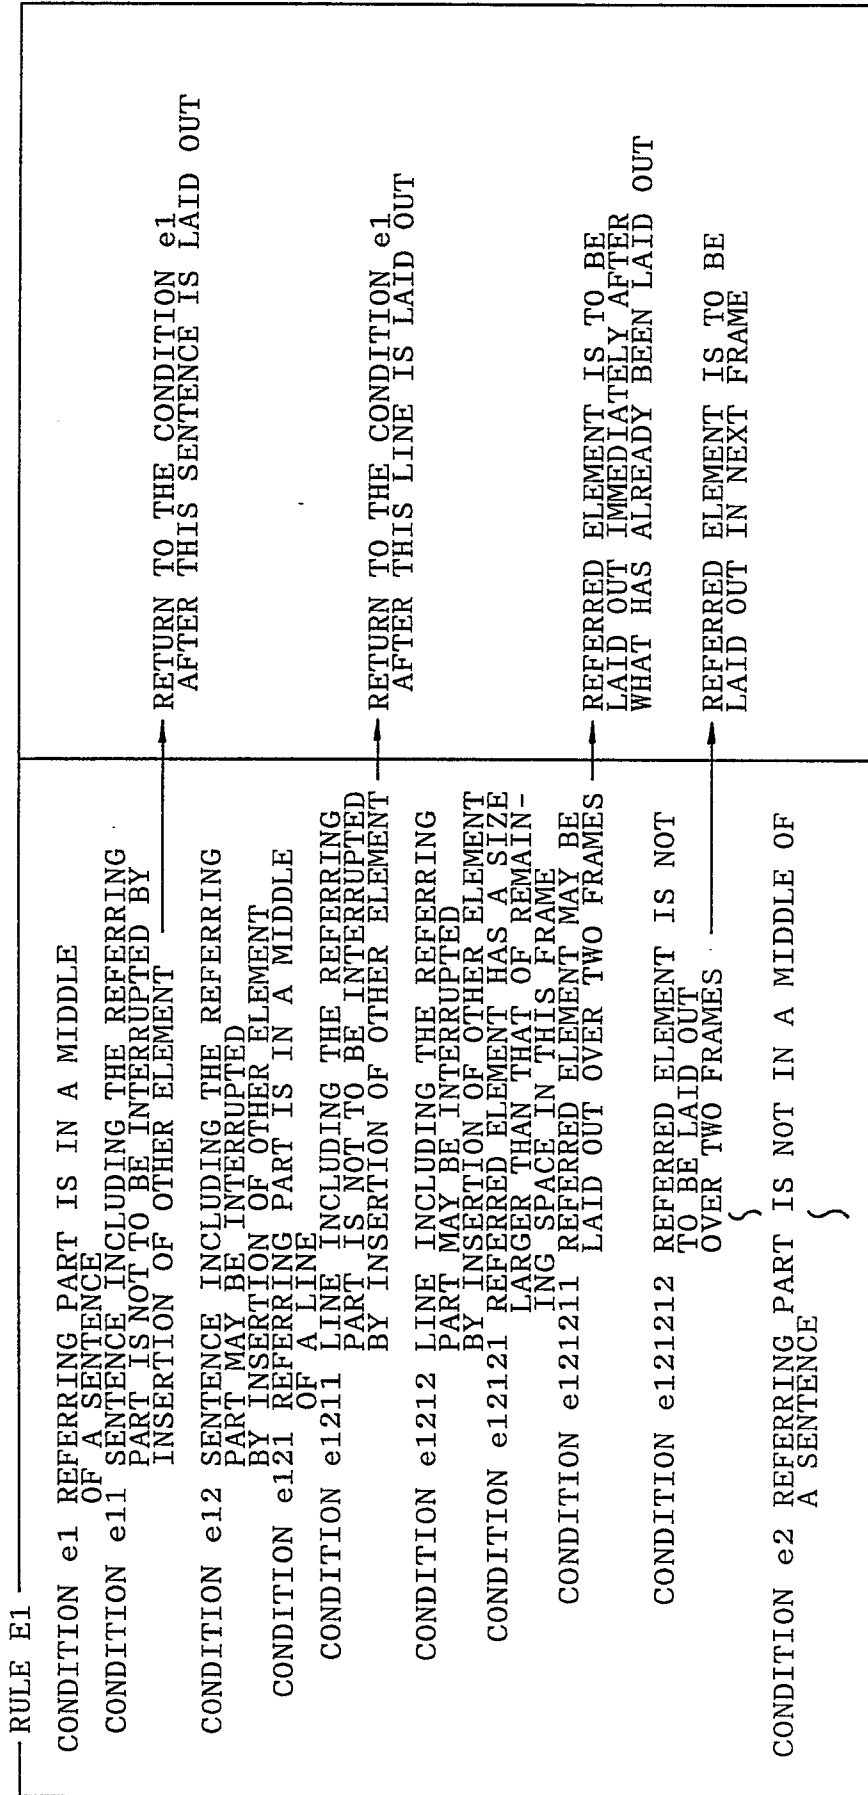 RULE E1
CONDITION e1 REFERRING PART IS IN A MIDDLE
OF A SENTENCE
CONDITION e11 SENTENCE INCLUDING THE REFERRING
PART IS NOT TO BE INTERRUPTED BY
INSERTION OF OTHER ELEMENT
RETURN TO THE CONDITION e1
AFTER THIS SENTENCE IS LAID OUT
CONDITION e12 SENTENCE INCLUDING THE REFERRING
PART MAY BE INTERRUPTED
BY INSERTION OF OTHER ELEMENT
CONDITION e121 REFERRING PART IS IN A MIDDLE
OF A LINE
CONDITION e1211 LINE INCLUDING THE REFERRING
PART IS NOT TO BE INTERRUPTED
BY INSERTION OF OTHER ELEMENT
RETURN TO THE CONDITION e1
AFTER THIS LINE IS LAID OUT
CONDITION e1212 LINE INCLUDING THE REFERRING
PART MAY BE INTERRUPTED
BY INSERTION OF OTHER ELEMENT
CONDITION e12121 REFERRED ELEMENT HAS A SIZE
LARGER THAN THAT OF REMAIN-
ING SPACE IN THIS FRAME
CONDITION e121211 REFERRED ELEMENT MAY BE
LAID OUT OVER TWO FRAMES
REFERRED ELEMENT IS TO BE
LAID OUT IMMEDIATELY AFTER
WHAT HAS ALREADY BEEN LAID OUT
CONDITION e121212 REFERRED ELEMENT IS NOT
TO BE LAID OUT
OVER TWO FRAMES
REFERRED ELEMENT IS TO BE
LAID OUT IN NEXT FRAME
CONDITION e2 REFERRING PART IS NOT IN A MIDDLE OF
A SENTENCE